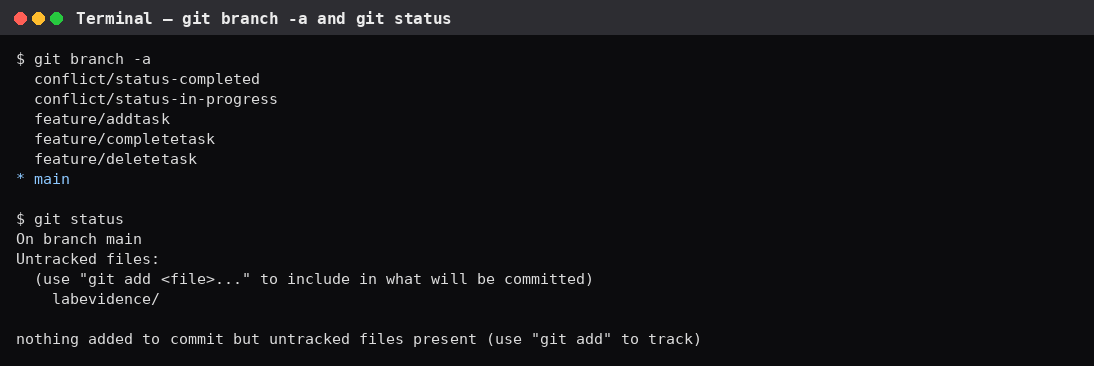 Terminal — git branch -a and git status
$ git branch -a
  conflict/status-completed
  conflict/status-in-progress
  feature/addtask
  feature/completetask
  feature/deletetask
* main

$ git status
On branch main
Untracked files:
  (use "git add <file>..." to include in what will be committed)
    labevidence/

nothing added to commit but untracked files present (use "git add" to track)